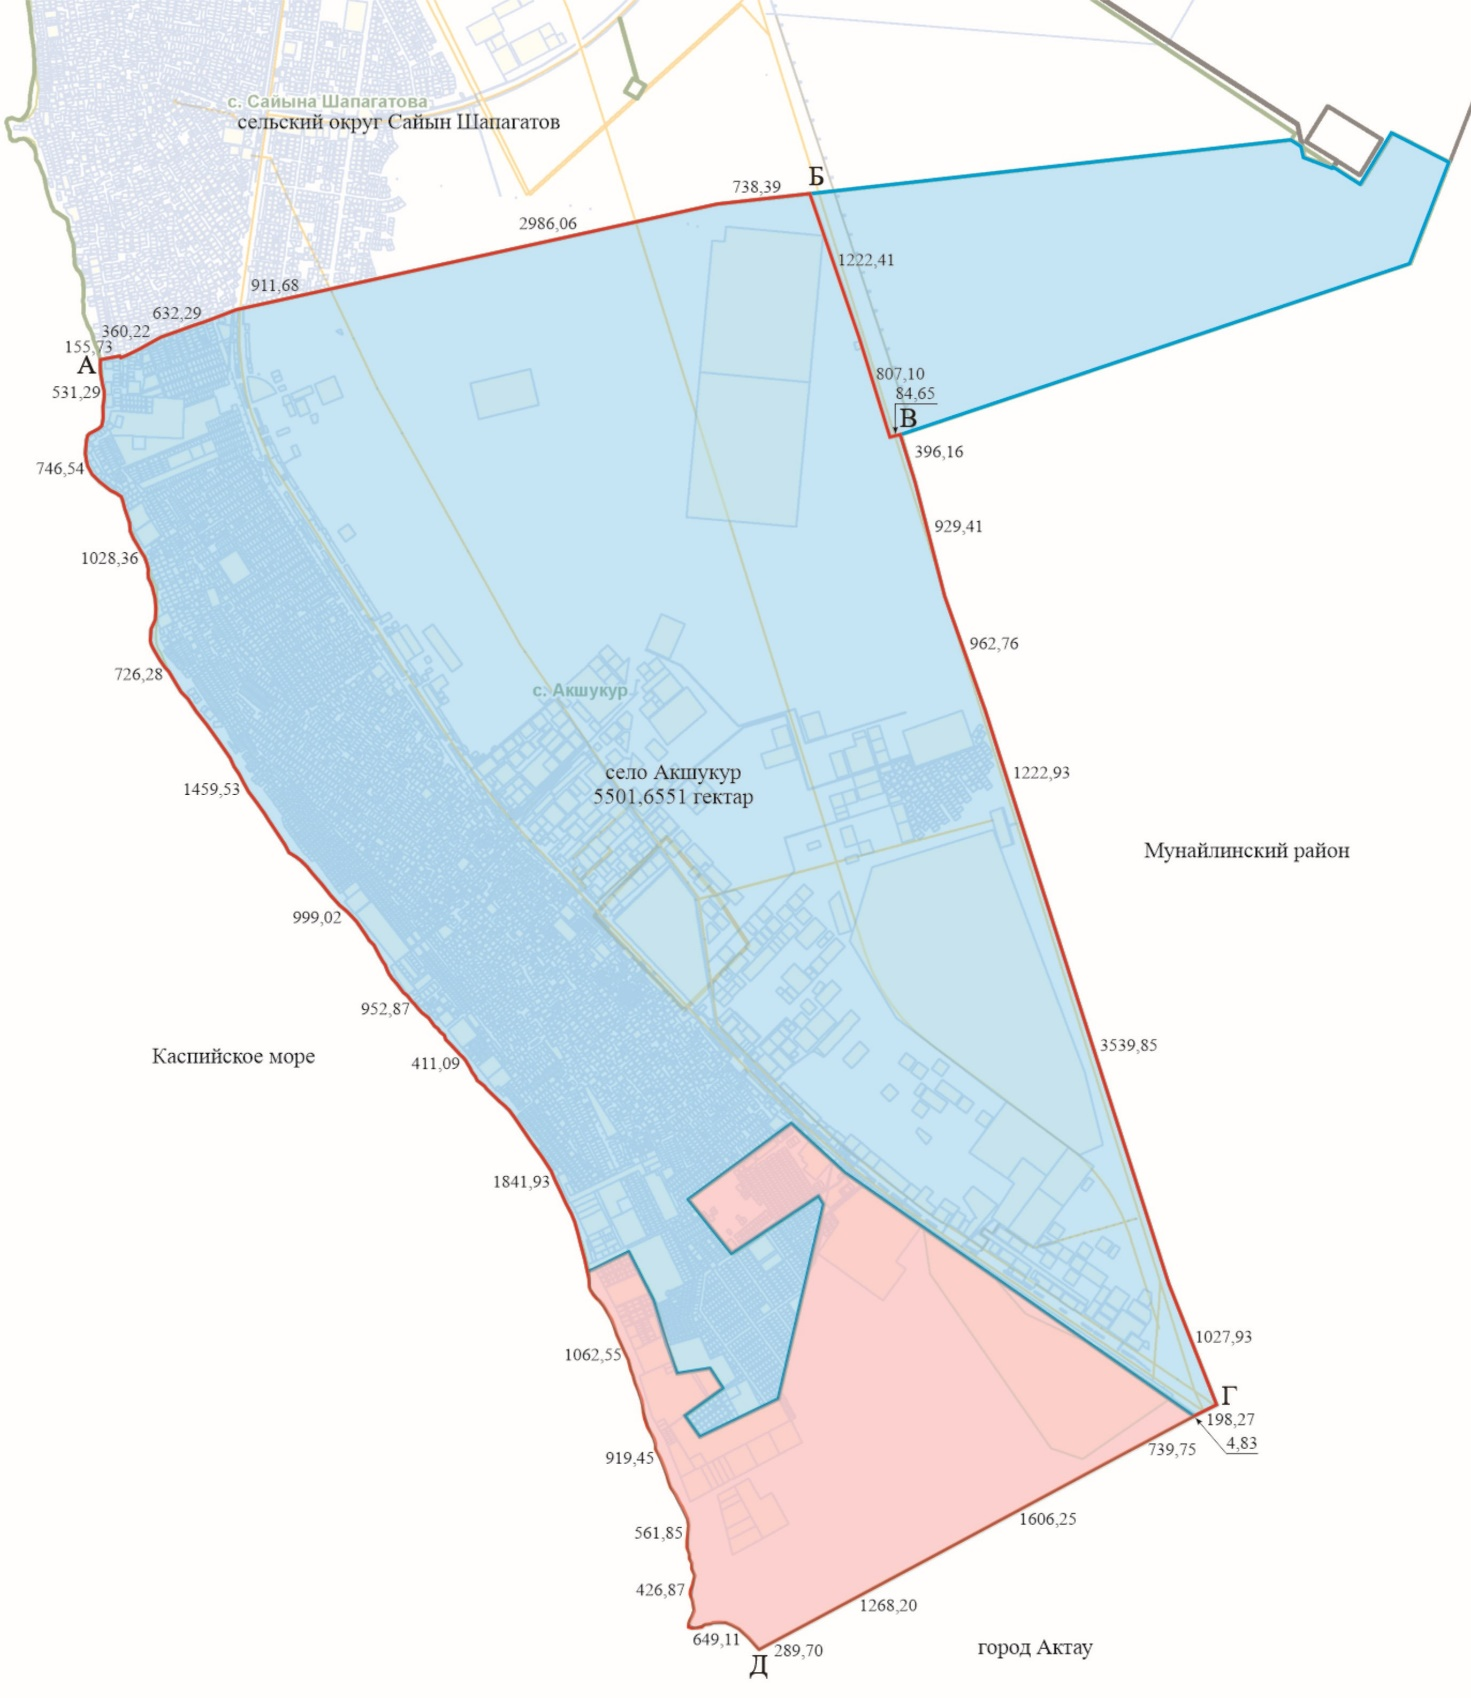 с. Сайына Шапагатова
сельский округ Сайын Шапагатов
Б
738,39
2986,06
1222,41
911,68
632,29
360,22
155,73
А
531,29
807,10
84,65
В
396,16
746,54
929,41
1028,36
962,76
726,28
с. Акшукур
село Акшукур
5501,6551 гектар
1222,93
1459,53
Мунайлинский район
999,02
952,87
3539,85
Каспийское море
411,09
1841,93
1027,93
1062,55
Г
198,27
4,83
739,75
919,45
1606,25
561,85
426,87
1268,20
649,11
289,70
город Актау
Д